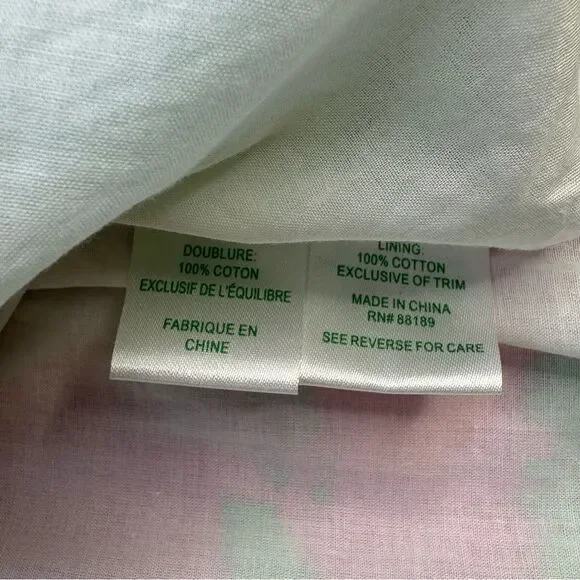 DOUBLURE:
100% COTON
EXCLUSIF DE L'ÉQUILIBRE
FABRIQUE EN
CHINE
LINING:
100% COTTON
EXCLUSIVE OF TRIM
MADE IN CHINA
RN# 88189
SEE REVERSE FOR CARE